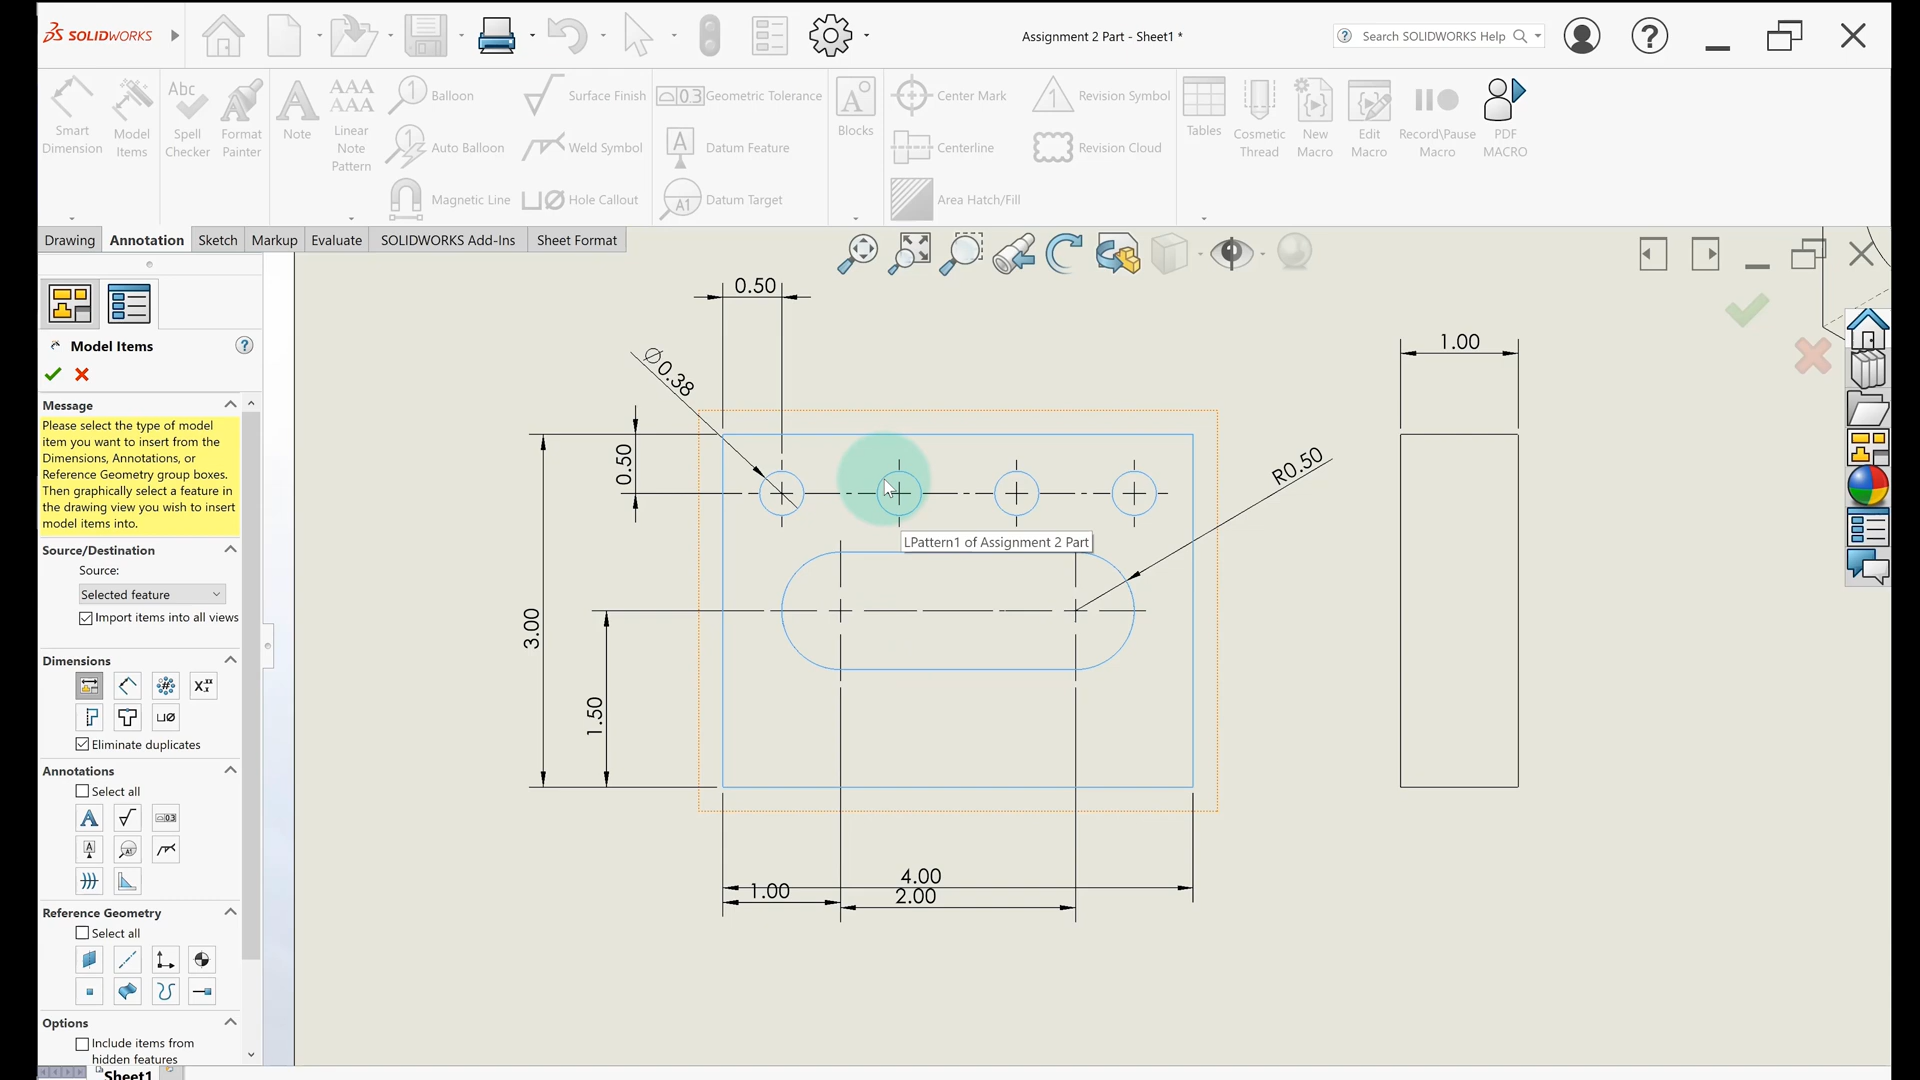 SOLIDWORKS
Assignment 2 Part - Sheet1 *
Search SOLIDWORKS Help
Smart Dimension
Model Items
Abc
Spell Checker
Format Painter
A
Note
AAA
AAA
Linear Note Pattern
1
Balloon
Auto Balloon
Magnetic Line
Surface Finish
Weld Symbol
Hole Callout
0.3
Geometric Tolerance
A
Datum Feature
A1
Datum Target
A
Blocks
Center Mark
Centerline
Area Hatch/Fill
1
Revision Symbol
Revision Cloud
Tables
Cosmetic Thread
New Macro
Edit Macro
Record\Pause Macro
PDF MACRO
Drawing
Annotation
Sketch
Markup
Evaluate
SOLIDWORKS Add-Ins
Sheet Format
Model Items
Message
Please select the type of model
item you want to insert from the
Dimensions, Annotations, or
Reference Geometry group boxes.
Then graphically select a feature in
the drawing view you wish to insert
model items into.
Source/Destination
Source:
Selected feature
Import items into all views
Dimensions
Eliminate duplicates
Annotations
Select all
Reference Geometry
Select all
Options
Include items from
hidden features
Sheet1
0.50
Ø0.38
0.50
3.00
1.50
R0.50
LPattern1 of Assignment 2 Part
4.00
1.00
2.00
1.00